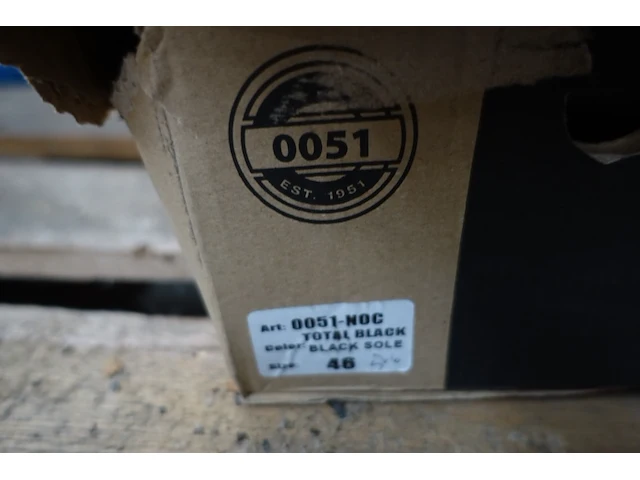 0051
EST. 1951
Art: 0051-NOC
TOTAL BLACK
Color: BLACK SOLE
Size: 46